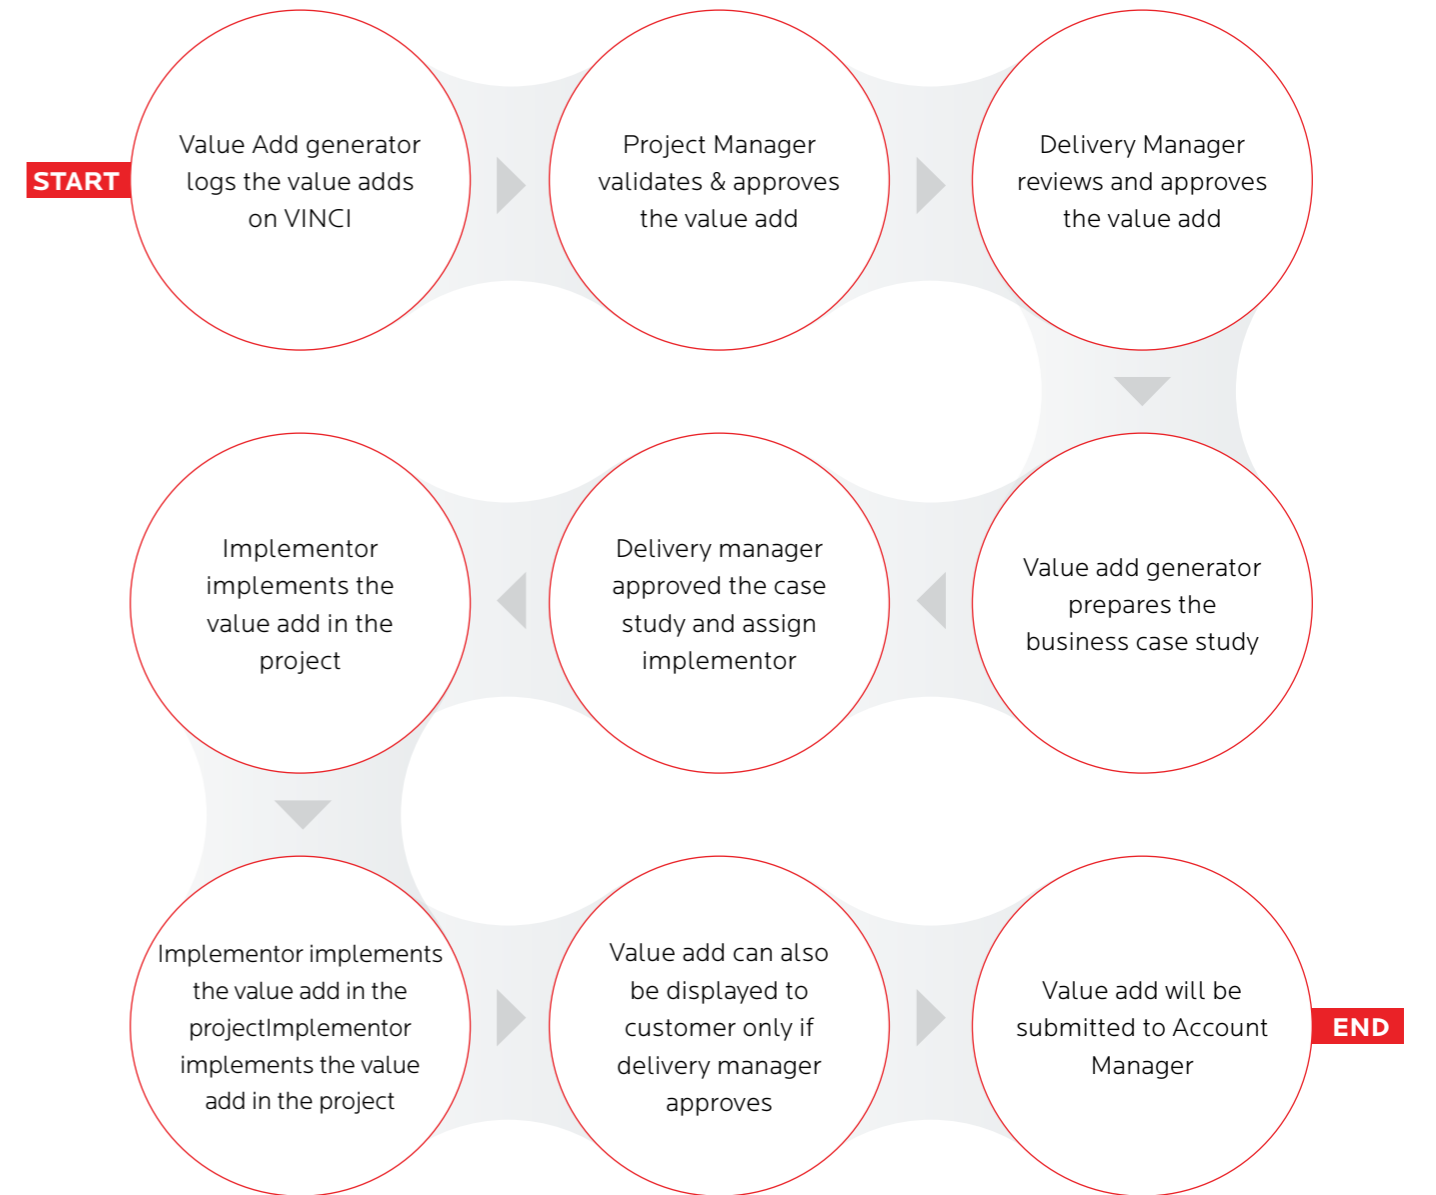 START
Value Add generator
logs the value adds
on VINCI
Project Manager
validates & approves
the value add
Delivery Manager
reviews and approves
the value add
Value add generator
prepares the
business case study
Delivery manager
approved the case
study and assign
implementor
Implementor
implements the
value add in the
project
Implementor implements
the value add in the
projectImplementor
implements the value
add in the project
Value add can also
be displayed to
customer only if
delivery manager
approves
Value add will be
submitted to Account
Manager
END